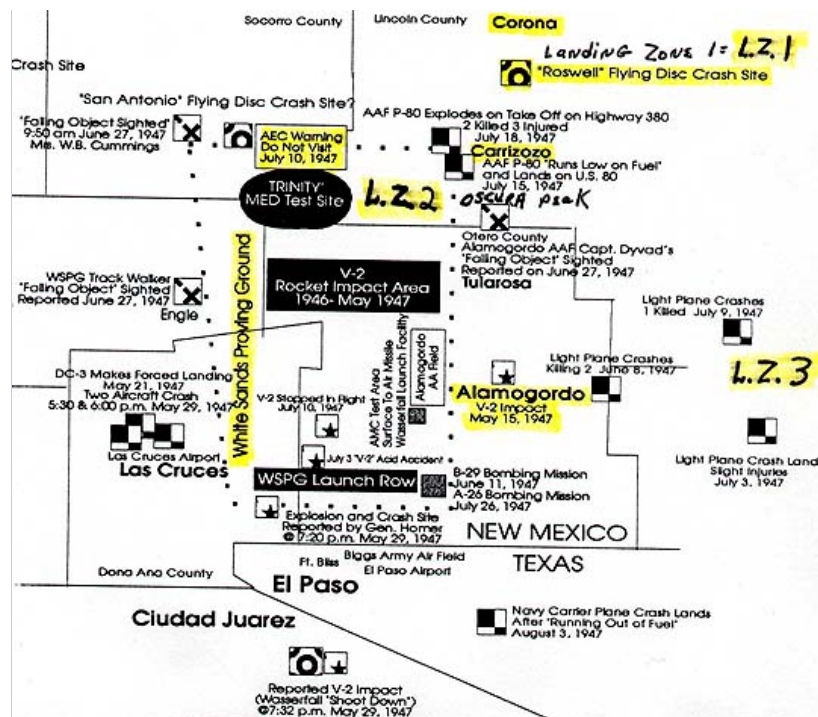 Socorro County
Lincoln County
Corona
Landing Zone 1 = L.Z.1
Crash Site
"Roswell" Flying Disc Crash Site
"San Antonio" Flying Disc Crash Site?
"Falling Object Sighted"
9:50 am June 27, 1947
Mrs. W.B. Cummings
AEC Warning
Do Not Visit
July 10, 1947
AAF P-80 Explodes on Take Off on Highway 380
2 Killed 3 Injured
July 18, 1947
Carrizozo
AAF P-80 "Runs Low on Fuel"
and Lands on U.S. 80
July 15, 1947
TRINITY
MED Test Site
L.Z.2
OSCURA PEAK
Otero County
Alamogordo AAF Capt. Dyvad's
"Falling Object" Sighted
Reported on June 27, 1947
Tularosa
WSPG Track Walker
"Falling Object" Sighted
Reported June 27, 1947
Engle
White Sands Proving Ground
V-2
Rocket Impact Area
1946- May 1947
Light Plane Crashes
1 Killed July 9, 1947
AMC Test Area
Surface To Air Missile
Wasserfall Launch Facility
Alamogordo
AA Field
Light Plane Crashes
Killing 2 June 8, 1947
L.Z.3
DC-3 Makes Forced Landing
May 21, 1947
Two Aircraft Crash
5:30 & 6:00 p.m. May 29, 1947
V-2 Stopped In Flight
July 10, 1947
Alamogordo
V-2 Impact
May 15, 1947
Las Cruces Airport
Las Cruces
July 3 "V-2" Acid Accident
WSPG Launch Row
B-29 Bombing Mission
June 11, 1947
A-26 Bombing Mission
July 26, 1947
Light Plane Crash Land
Slight Injuries
July 3, 1947
Explosion and Crash Site
Reported by Gen. Homer
@ 7:20 p.m. May 29, 1947
NEW MEXICO
TEXAS
Dona Ana County
Ft. Bliss
Biggs Army Air Field
El Paso Airport
El Paso
Ciudad Juarez
Navy Carrier Plane Crash Lands
After "Running Out of Fuel"
August 3, 1947
Reported V-2 Impact
(Wasserfall "Shoot Down")
@7:32 p.m. May 29, 1947